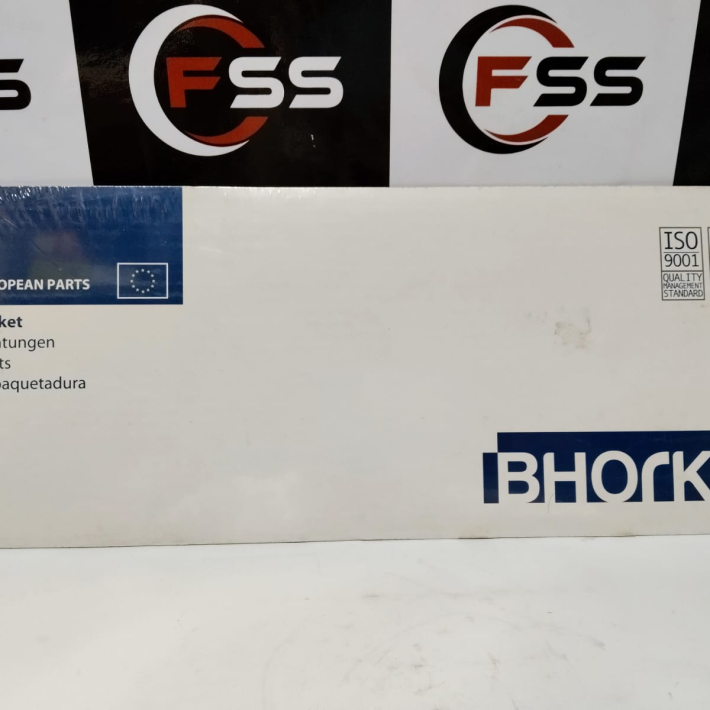 FSS
FSS
OPEAN PARTS
ket
tungen
ts
paquetadura
ISO
9001
QUALITY
MANAGEMENT
STANDARD
BHORK